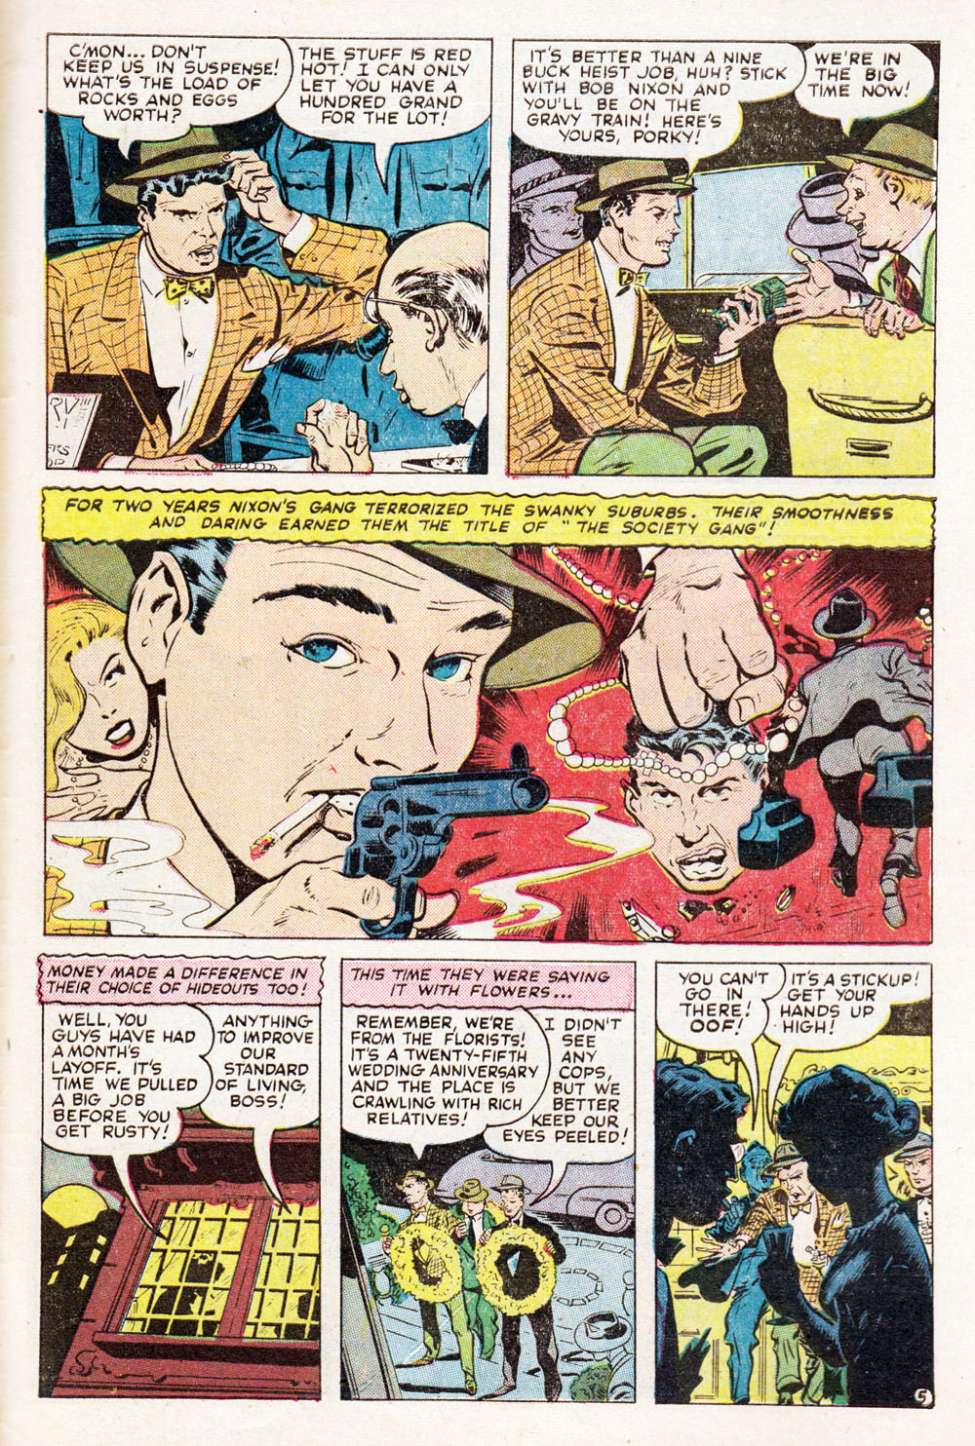 C'MON... DON'T
KEEP US IN SUSPENSE!
WHAT'S THE LOAD OF
ROCKS AND EGGS
WORTH?
THE STUFF IS RED
HOT! I CAN ONLY
LET YOU HAVE A
HUNDRED GRAND
FOR THE LOT!
IT'S BETTER THAN A NINE
BUCK HEIST JOB, HUH? STICK
WITH BOB NIXON AND
YOU'LL BE ON THE
GRAVY TRAIN! HERE'S
YOURS, PORKY!
WE'RE IN
THE BIG
TIME NOW!
FOR TWO YEARS NIXON'S GANG TERRORIZED THE SWANKY SUBURBS. THEIR SMOOTHNESS
AND DARING EARNED THEM THE TITLE OF "THE SOCIETY GANG"!
MONEY MADE A DIFFERENCE IN
THEIR CHOICE OF HIDEOUTS TOO!
WELL, YOU
GUYS HAVE HAD
A MONTH'S
LAYOFF. IT'S
TIME WE PULLED
A BIG JOB
BEFORE YOU
GET RUSTY!
ANYTHING
TO IMPROVE
OUR
STANDARD
OF LIVING,
BOSS!
THIS TIME THEY WERE SAYING
IT WITH FLOWERS...
REMEMBER, WE'RE
FROM THE FLORISTS!
IT'S A TWENTY-FIFTH
WEDDING ANNIVERSARY
AND THE PLACE IS
CRAWLING WITH RICH
RELATIVES!
I DIDN'T
SEE
ANY
COPS,
BUT WE
BETTER
KEEP OUR
EYES PEELED!
YOU CAN'T
GO IN
THERE!
OOF!
IT'S A STICKUP!
GET YOUR
HANDS UP
HIGH!
5